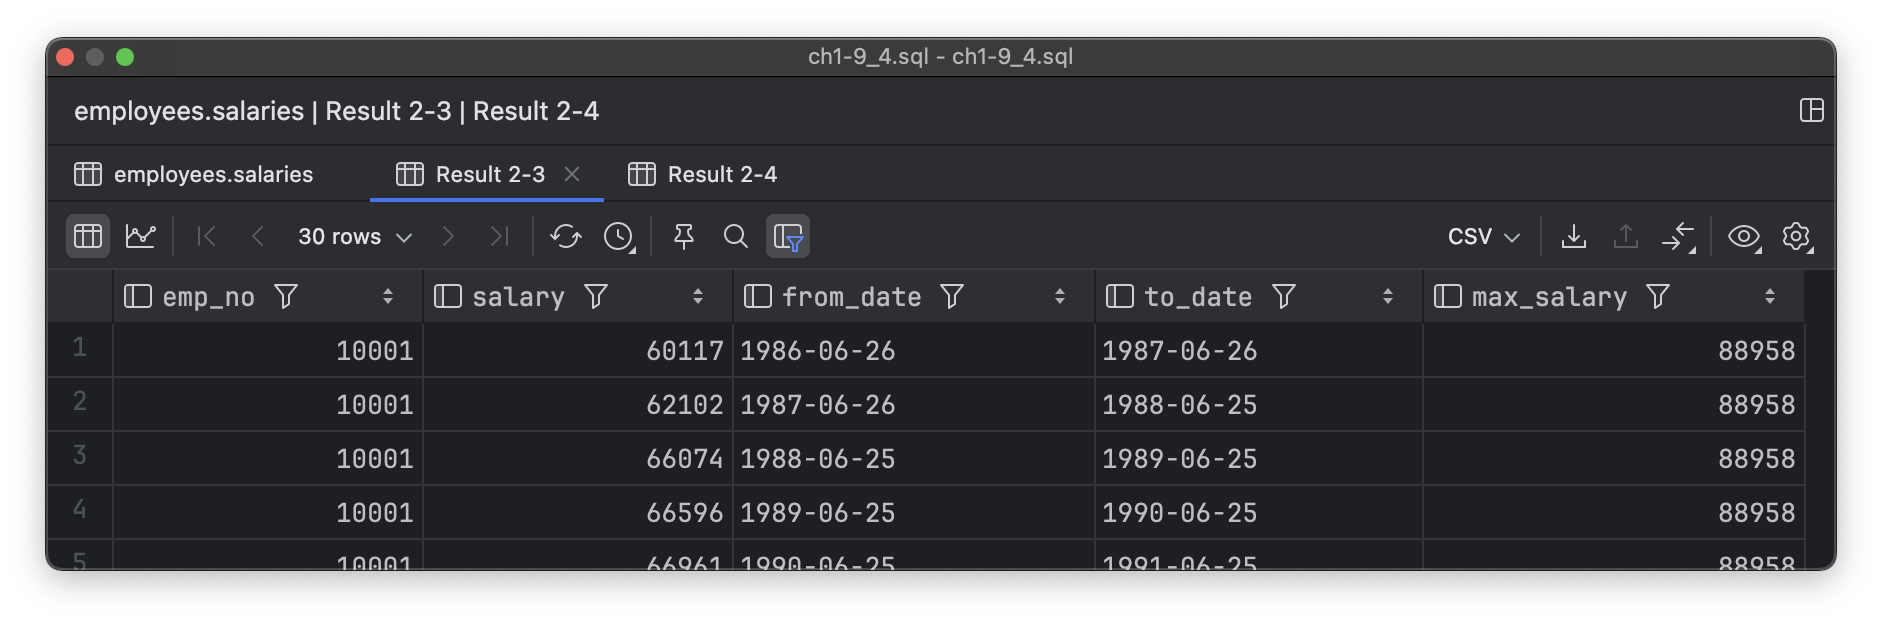 ch1-9_4.sql - ch1-9_4.sql
employees.salaries | Result 2-3 | Result 2-4
employees.salaries Result 2-3 Result 2-4
30 rows CSV
emp_no salary from_date to_date max_salary
1 10001 60117 1986-06-26 1987-06-26 88958
2 10001 62102 1987-06-26 1988-06-25 88958
3 10001 66074 1988-06-25 1989-06-25 88958
4 10001 66596 1989-06-25 1990-06-25 88958
5 10001 66961 1990-06-25 1991-06-25 88958